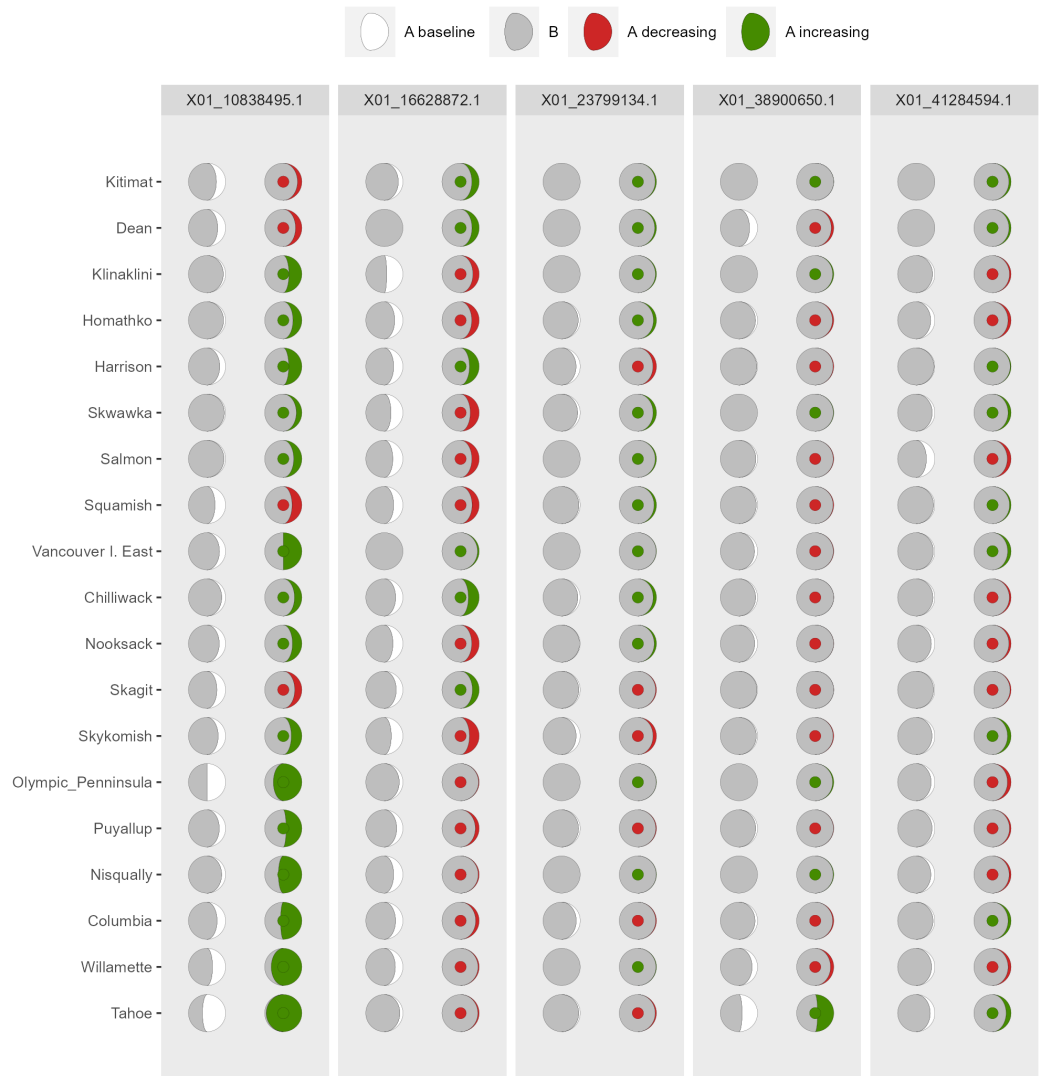 A baseline B A decreasing A increasing
X01_10838495.1 X01_16628872.1 X01_23799134.1 X01_38900650.1 X01_41284594.1
Kitimat
Dean
Klinaklini
Homathko
Harrison
Skwawka
Salmon
Squamish
Vancouver I. East
Chilliwack
Nooksack
Skagit
Skykomish
Olympic_Penninsula
Puyallup
Nisqually
Columbia
Willamette
Tahoe